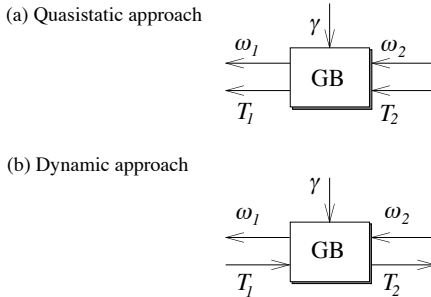 (a) Quasistatic approach
γ
ω1 ω2
GB
T1 T2
(b) Dynamic approach
γ
ω1 ω2
GB
T1 T2